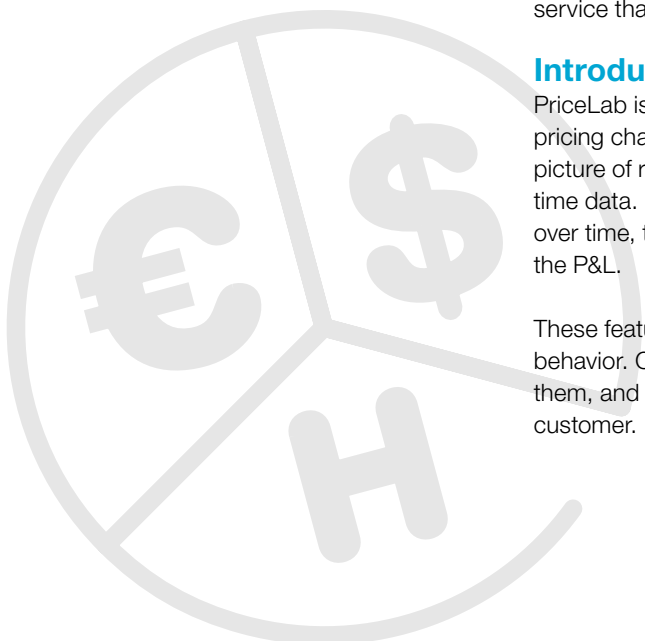 service tha
Introdu
PriceLab is
pricing cha
picture of r
time data.
over time, t
the P&L.
These featu
behavior. C
them, and
customer.
€
$
H